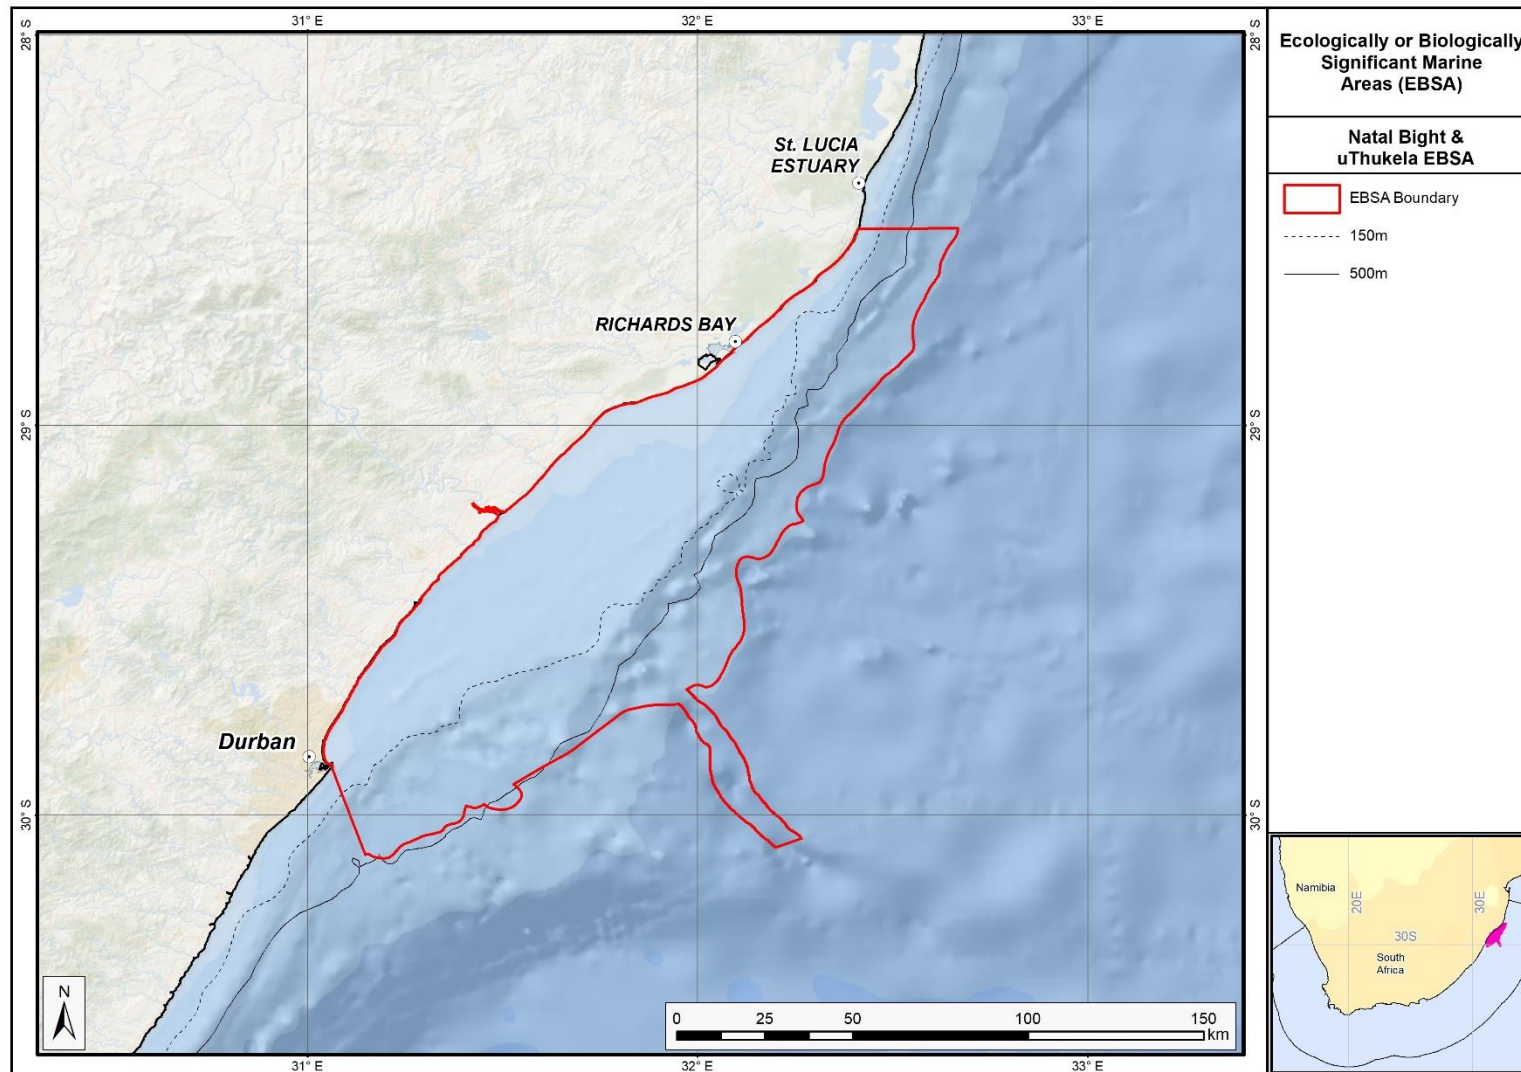 31° E
32° E
33° E
28° S
28° S
Ecologically or Biologically
Significant Marine
Areas (EBSA)
Natal Bight &
uThukela EBSA
EBSA Boundary
150m
500m
St. LUCIA
ESTUARY
RICHARDS BAY
29° S
29° S
Durban
30° S
30° S
N
0
25
50
100
150
km
31° E
32° E
33° E
Namibia
20E
30E
30S
South
Africa